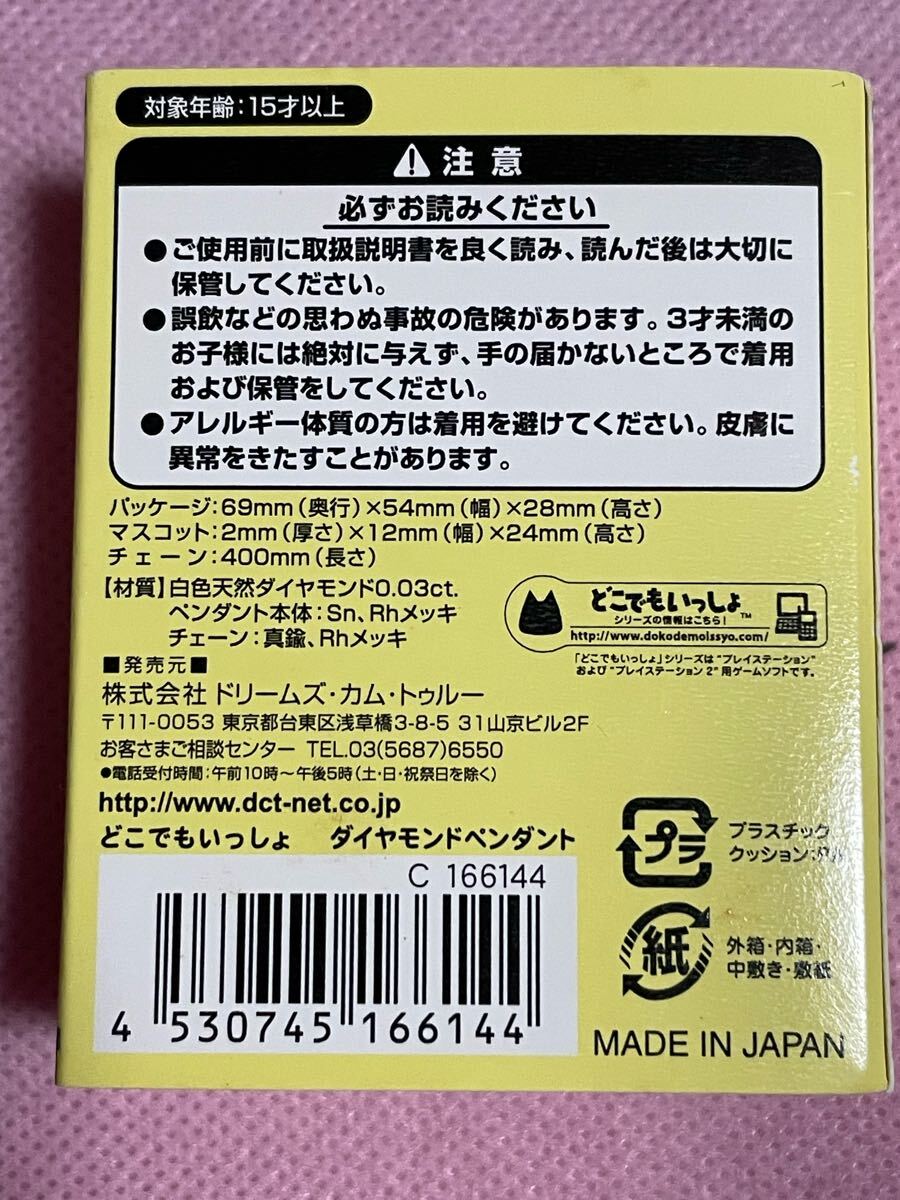 対象年齢：15才以上
注意
必ずお読みください
●ご使用前に取扱説明書を良く読み、読んだ後は大切に
保管してください。
●誤飲などの思わぬ事故の危険があります。3才未満の
お子様には絶対に与えず、手の届かないところで着用
および保管をしてください。
●アレルギー体質の方は着用を避けてください。皮膚に
異常をきたすことがあります。
パッケージ：69mm（奥行）×54mm（幅）×28mm（高さ）
マスコット：2mm（厚さ）×12mm（幅）×24mm（高さ）
チェーン：400mm（長さ）
【材質】白色天然ダイヤモンド0.03ct.
ペンダント本体：Sn、Rhメッキ
チェーン：真鍮、Rhメッキ
どこでもいっしょ™
シリーズの情報はこちら！
http://www.dokodemoissyo.com/
「どこでもいっしょ」シリーズは"プレイステーション"
および"プレイステーション 2"用ゲームソフトです。
■発売元■
株式会社 ドリームズ・カム・トゥルー
〒111-0053 東京都台東区浅草橋3-8-5 31山京ビル2F
お客さまご相談センター TEL.03(5687)6550
●電話受付時間：午前10時〜午後5時（土・日・祝祭日を除く）
http://www.dct-net.co.jp
どこでもいっしょ ダイヤモンドペンダント
C 166144
4 530745 166144
プラ
プラスチック
クッション：
紙
外箱・内箱・
中敷き・敷紙
MADE IN JAPAN